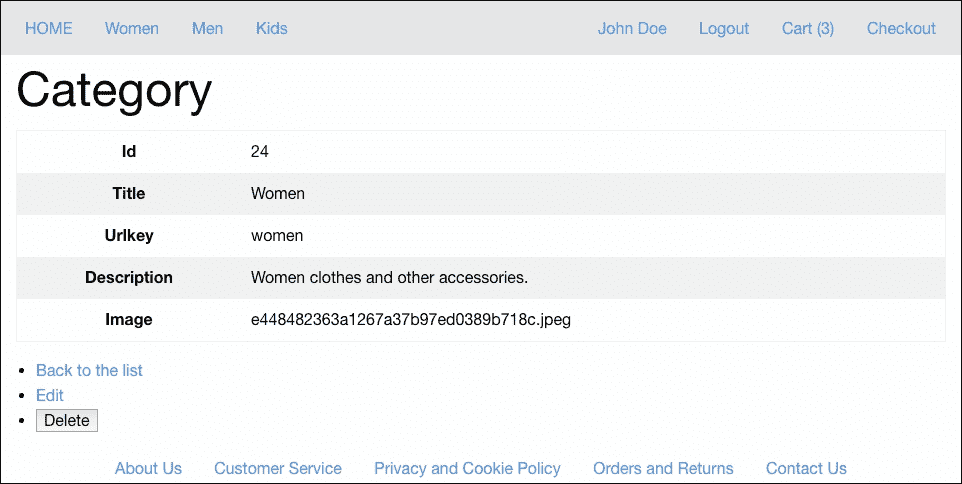 HOME Women Men Kids John Doe Logout Cart (3) Checkout
Category
Id 24
Title Women
Urlkey women
Description Women clothes and other accessories.
Image e448482363a1267a37b97ed0389b718c.jpeg
Back to the list
Edit
Delete
About Us Customer Service Privacy and Cookie Policy Orders and Returns Contact Us